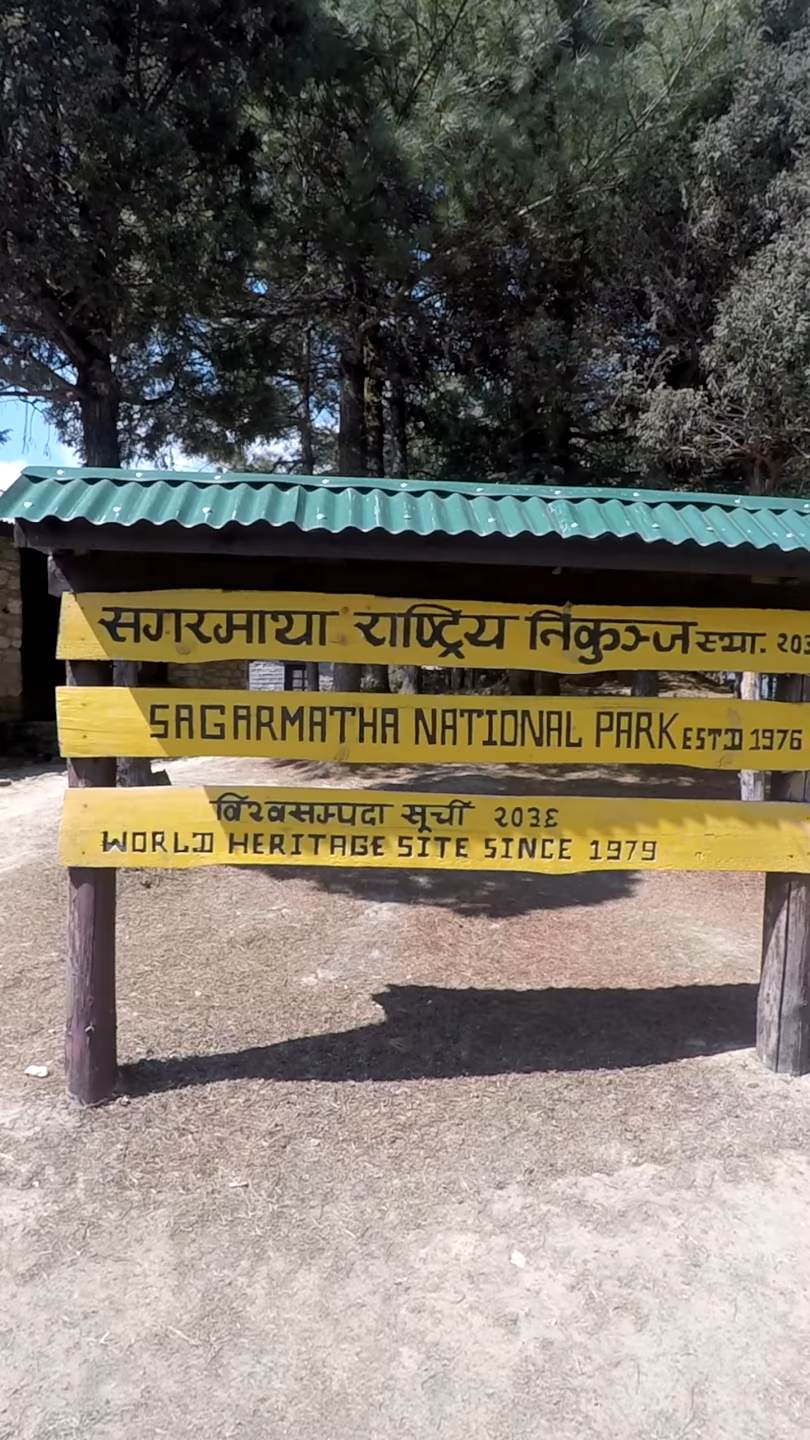 सगरमाथा राष्ट्रिय निकुञ्ज स्था. २०३
SAGARMATHA NATIONAL PARK ESTD 1976
विश्वसम्पदा सूची २०३६
WORLD HERITAGE SITE SINCE 1979